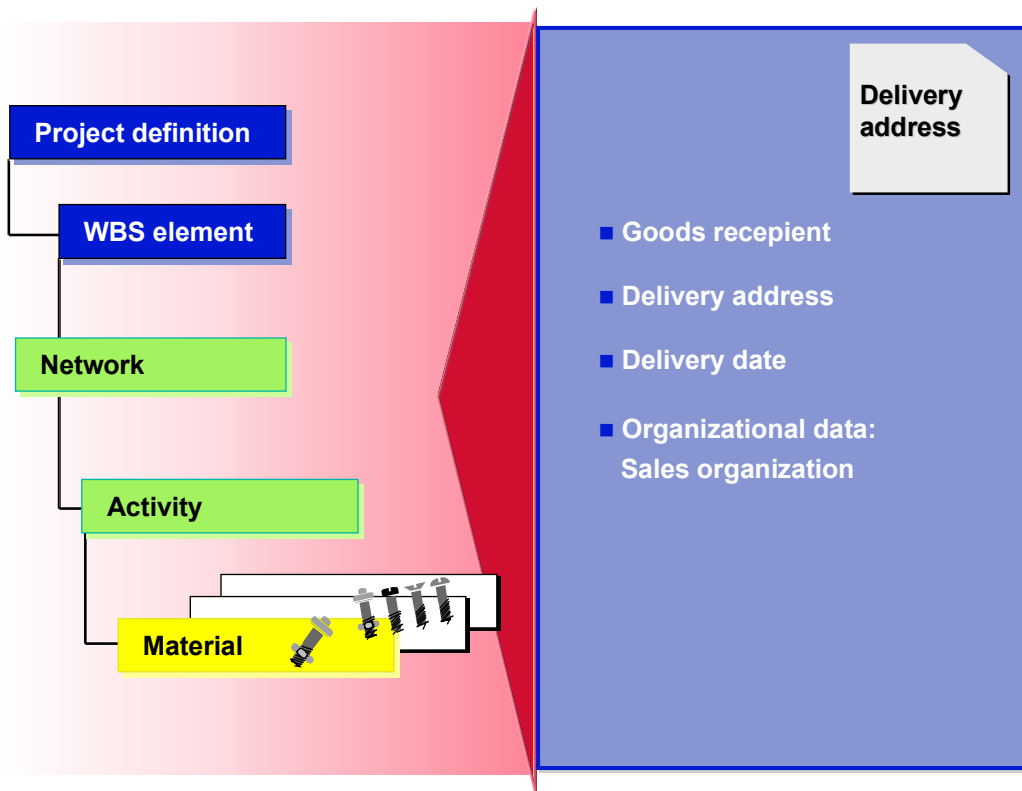 Project definition
WBS element
Network
Activity
Material
Delivery
address
Goods recepient
Delivery address
Delivery date
Organizational data:
Sales organization